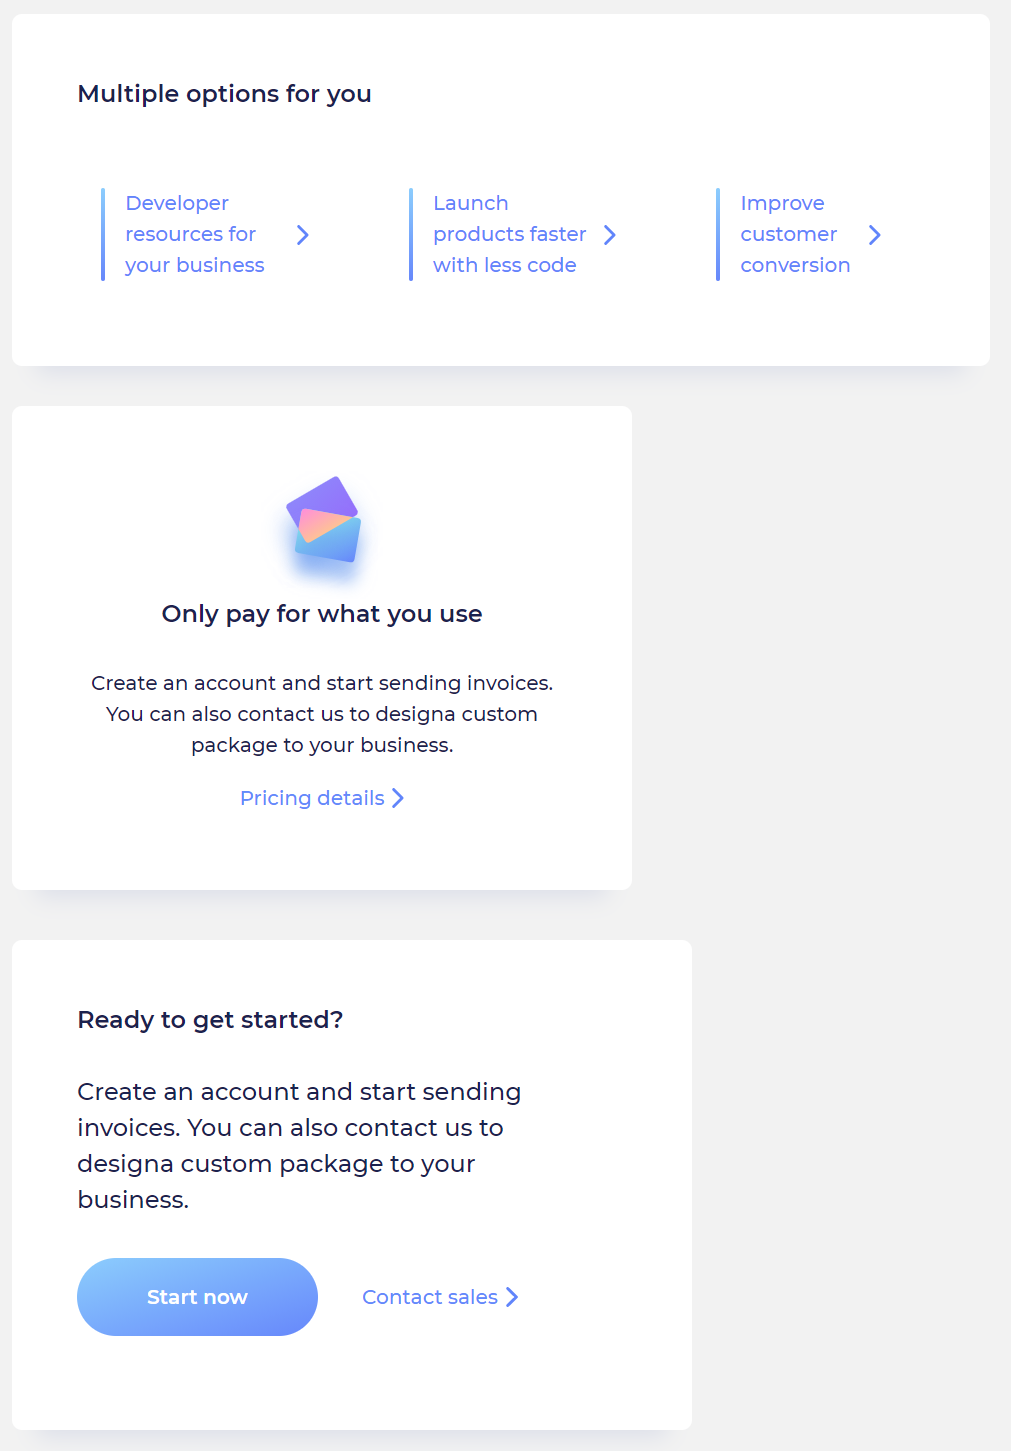 Multiple options for you
Developer
resources for
your business
Launch
products faster
with less code
Improve
customer
conversion
Only pay for what you use
Create an account and start sending invoices.
You can also contact us to designa custom
package to your business.
Pricing details
Ready to get started?
Create an account and start sending
invoices. You can also contact us to
designa custom package to your
business.
Start now
Contact sales